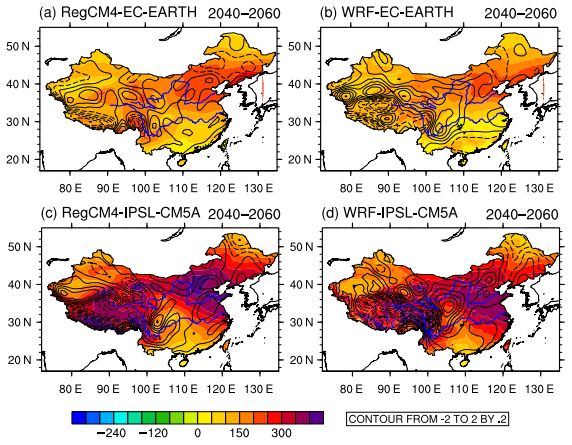 (a) RegCM4-EC-EARTH 2040–2060
(b) WRF-EC-EARTH 2040–2060
50 N
40 N
30 N
20 N
80 E 90 E 100 E 110 E 120 E 130 E
50 N
40 N
30 N
20 N
80 E 90 E 100 E 110 E 120 E 130 E
(c) RegCM4-IPSL-CM5A 2040–2060
(d) WRF-IPSL-CM5A 2040–2060
50 N
40 N
30 N
20 N
80 E 90 E 100 E 110 E 120 E 130 E
50 N
40 N
30 N
20 N
80 E 90 E 100 E 110 E 120 E 130 E
−240 −120 0 150 300
CONTOUR FROM -2 TO 2 BY .2